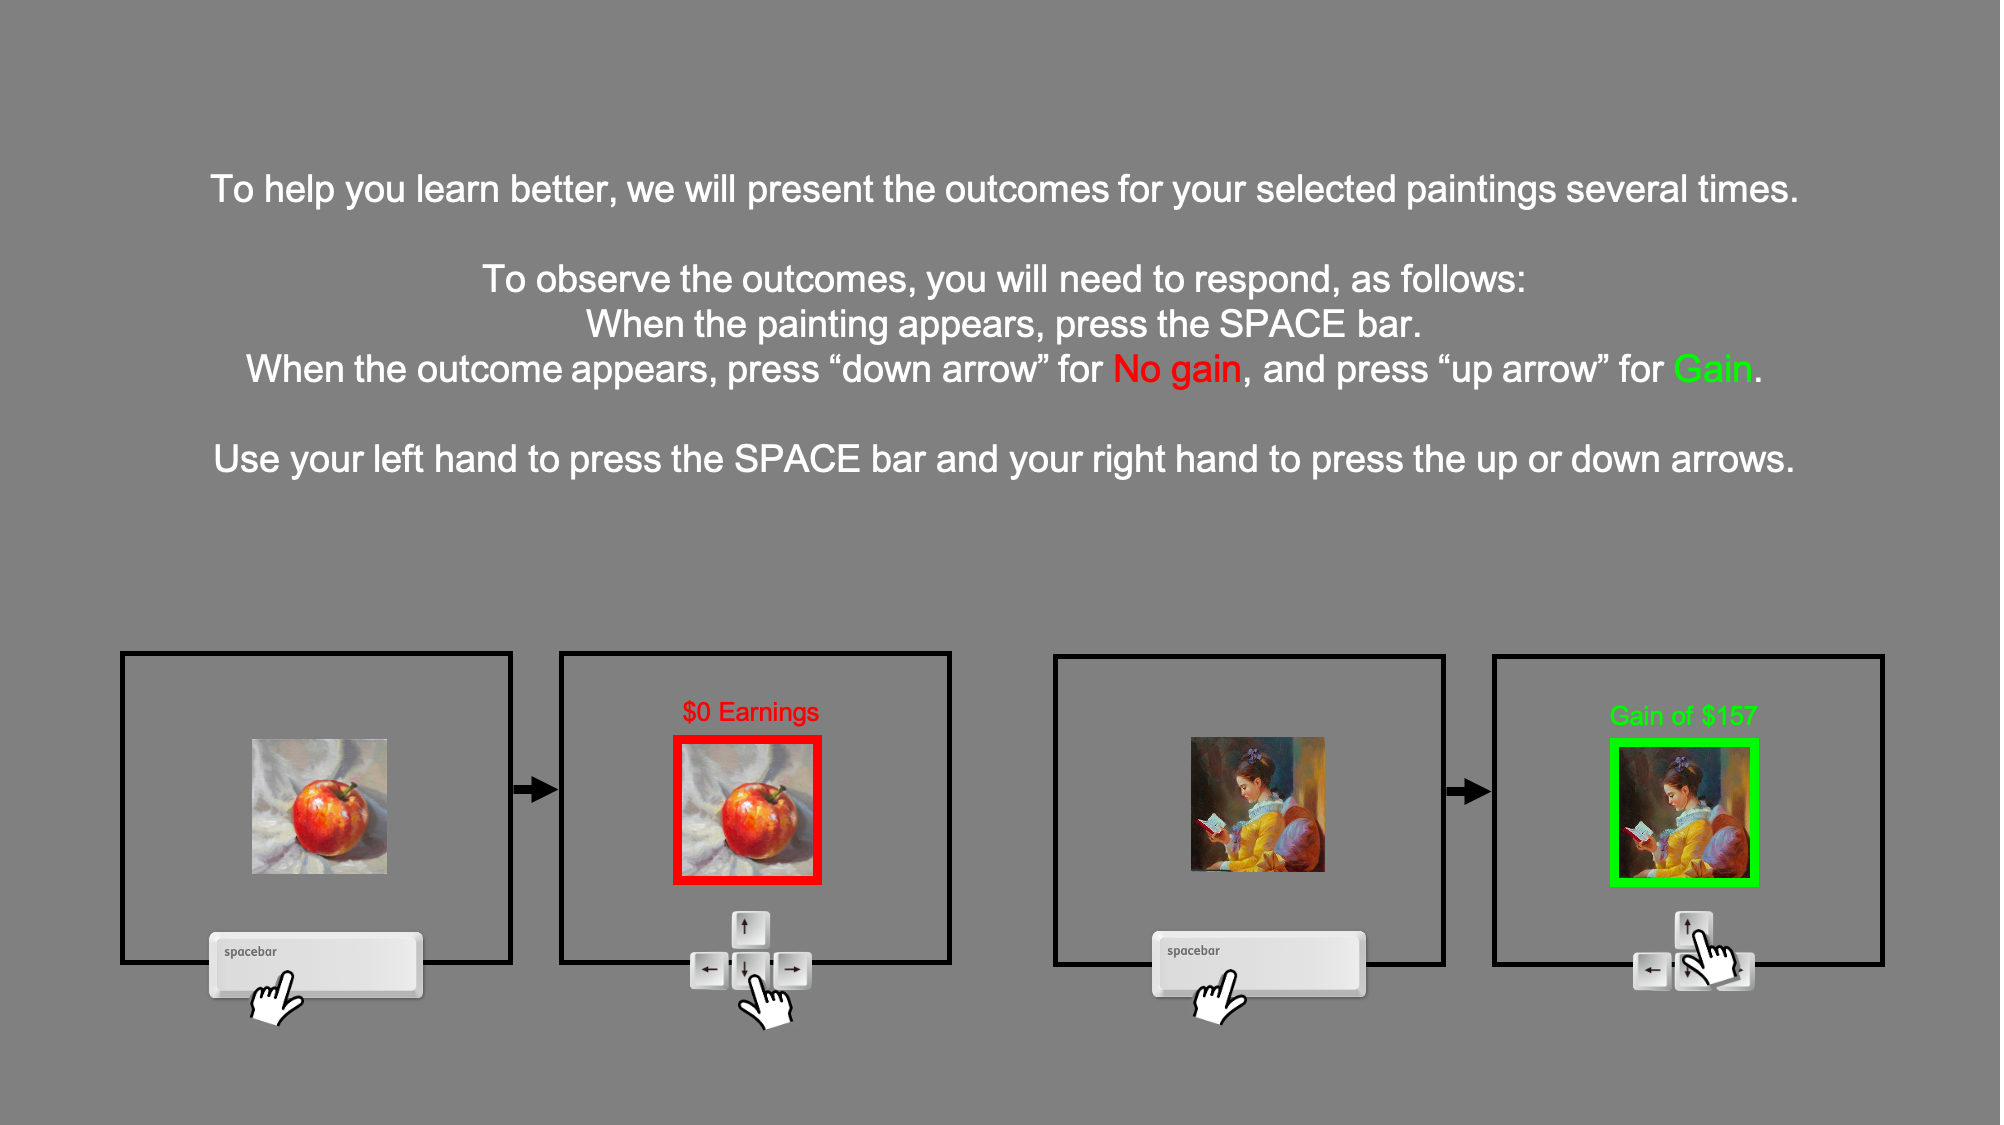 To help you learn better, we will present the outcomes for your selected paintings several times.
To observe the outcomes, you will need to respond, as follows:
When the painting appears, press the SPACE bar.
When the outcome appears, press “down arrow” for No gain, and press “up arrow” for Gain.
Use your left hand to press the SPACE bar and your right hand to press the up or down arrows.
$0 Earnings
spacebar
↑
← ↓ →
Gain of $157
spacebar
↑
←